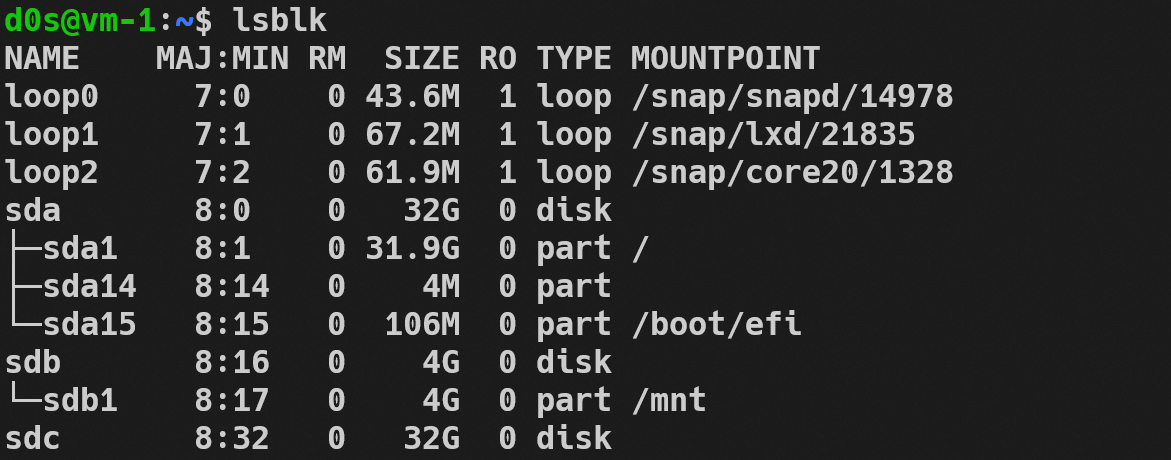 d0s@vm-1:~$ lsblk
NAME    MAJ:MIN RM   SIZE RO TYPE MOUNTPOINT
loop0     7:0    0  43.6M  1 loop /snap/snapd/14978
loop1     7:1    0  67.2M  1 loop /snap/lxd/21835
loop2     7:2    0  61.9M  1 loop /snap/core20/1328
sda       8:0    0    32G  0 disk
├─sda1    8:1    0  31.9G  0 part /
├─sda14   8:14   0     4M  0 part
└─sda15   8:15   0   106M  0 part /boot/efi
sdb       8:16   0     4G  0 disk
└─sdb1    8:17   0     4G  0 part /mnt
sdc       8:32   0    32G  0 disk